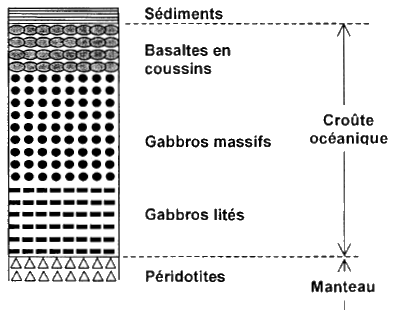 Sédiments
Basaltes en
coussins
Croûte
océanique
Gabbros massifs
Gabbros lités
Péridotites
Manteau